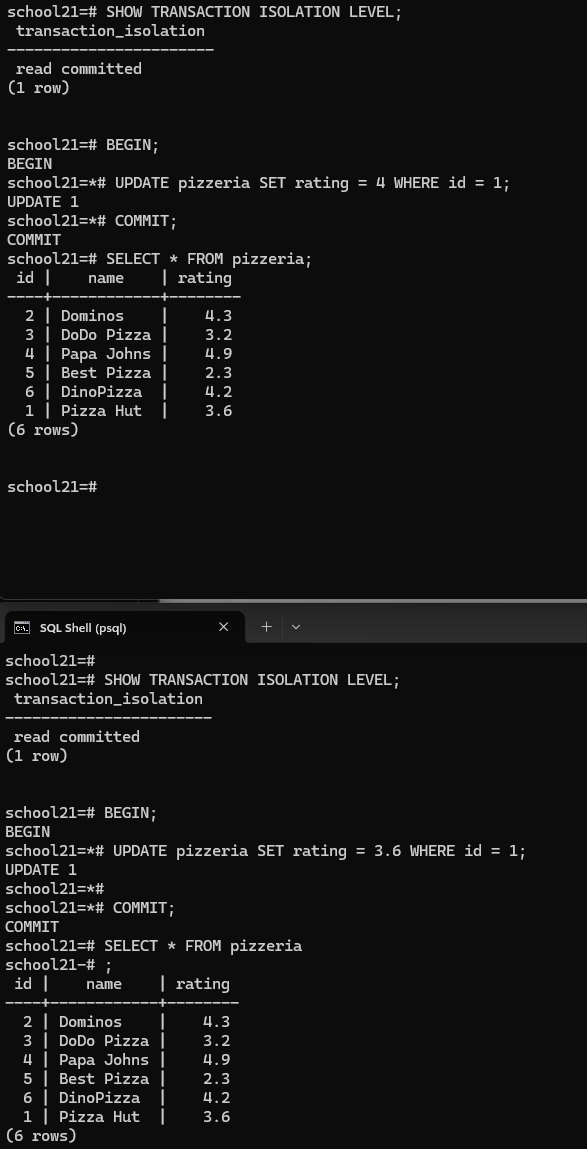 school21=# SHOW TRANSACTION ISOLATION LEVEL;
 transaction_isolation
-----------------------
 read committed
(1 row)
school21=# BEGIN;
BEGIN
school21=*# UPDATE pizzeria SET rating = 4 WHERE id = 1;
UPDATE 1
school21=*# COMMIT;
COMMIT
school21=# SELECT * FROM pizzeria;
 id |    name    | rating
----+------------+--------
  2 | Dominos    |    4.3
  3 | DoDo Pizza |    3.2
  4 | Papa Johns |    4.9
  5 | Best Pizza |    2.3
  6 | DinoPizza  |    4.2
  1 | Pizza Hut  |    3.6
(6 rows)
school21=#
SQL Shell (psql)
school21=#
school21=# SHOW TRANSACTION ISOLATION LEVEL;
 transaction_isolation
-----------------------
 read committed
(1 row)
school21=# BEGIN;
BEGIN
school21=*# UPDATE pizzeria SET rating = 3.6 WHERE id = 1;
UPDATE 1
school21=*#
school21=*# COMMIT;
COMMIT
school21=# SELECT * FROM pizzeria
school21-# ;
 id |    name    | rating
----+------------+--------
  2 | Dominos    |    4.3
  3 | DoDo Pizza |    3.2
  4 | Papa Johns |    4.9
  5 | Best Pizza |    2.3
  6 | DinoPizza  |    4.2
  1 | Pizza Hut  |    3.6
(6 rows)